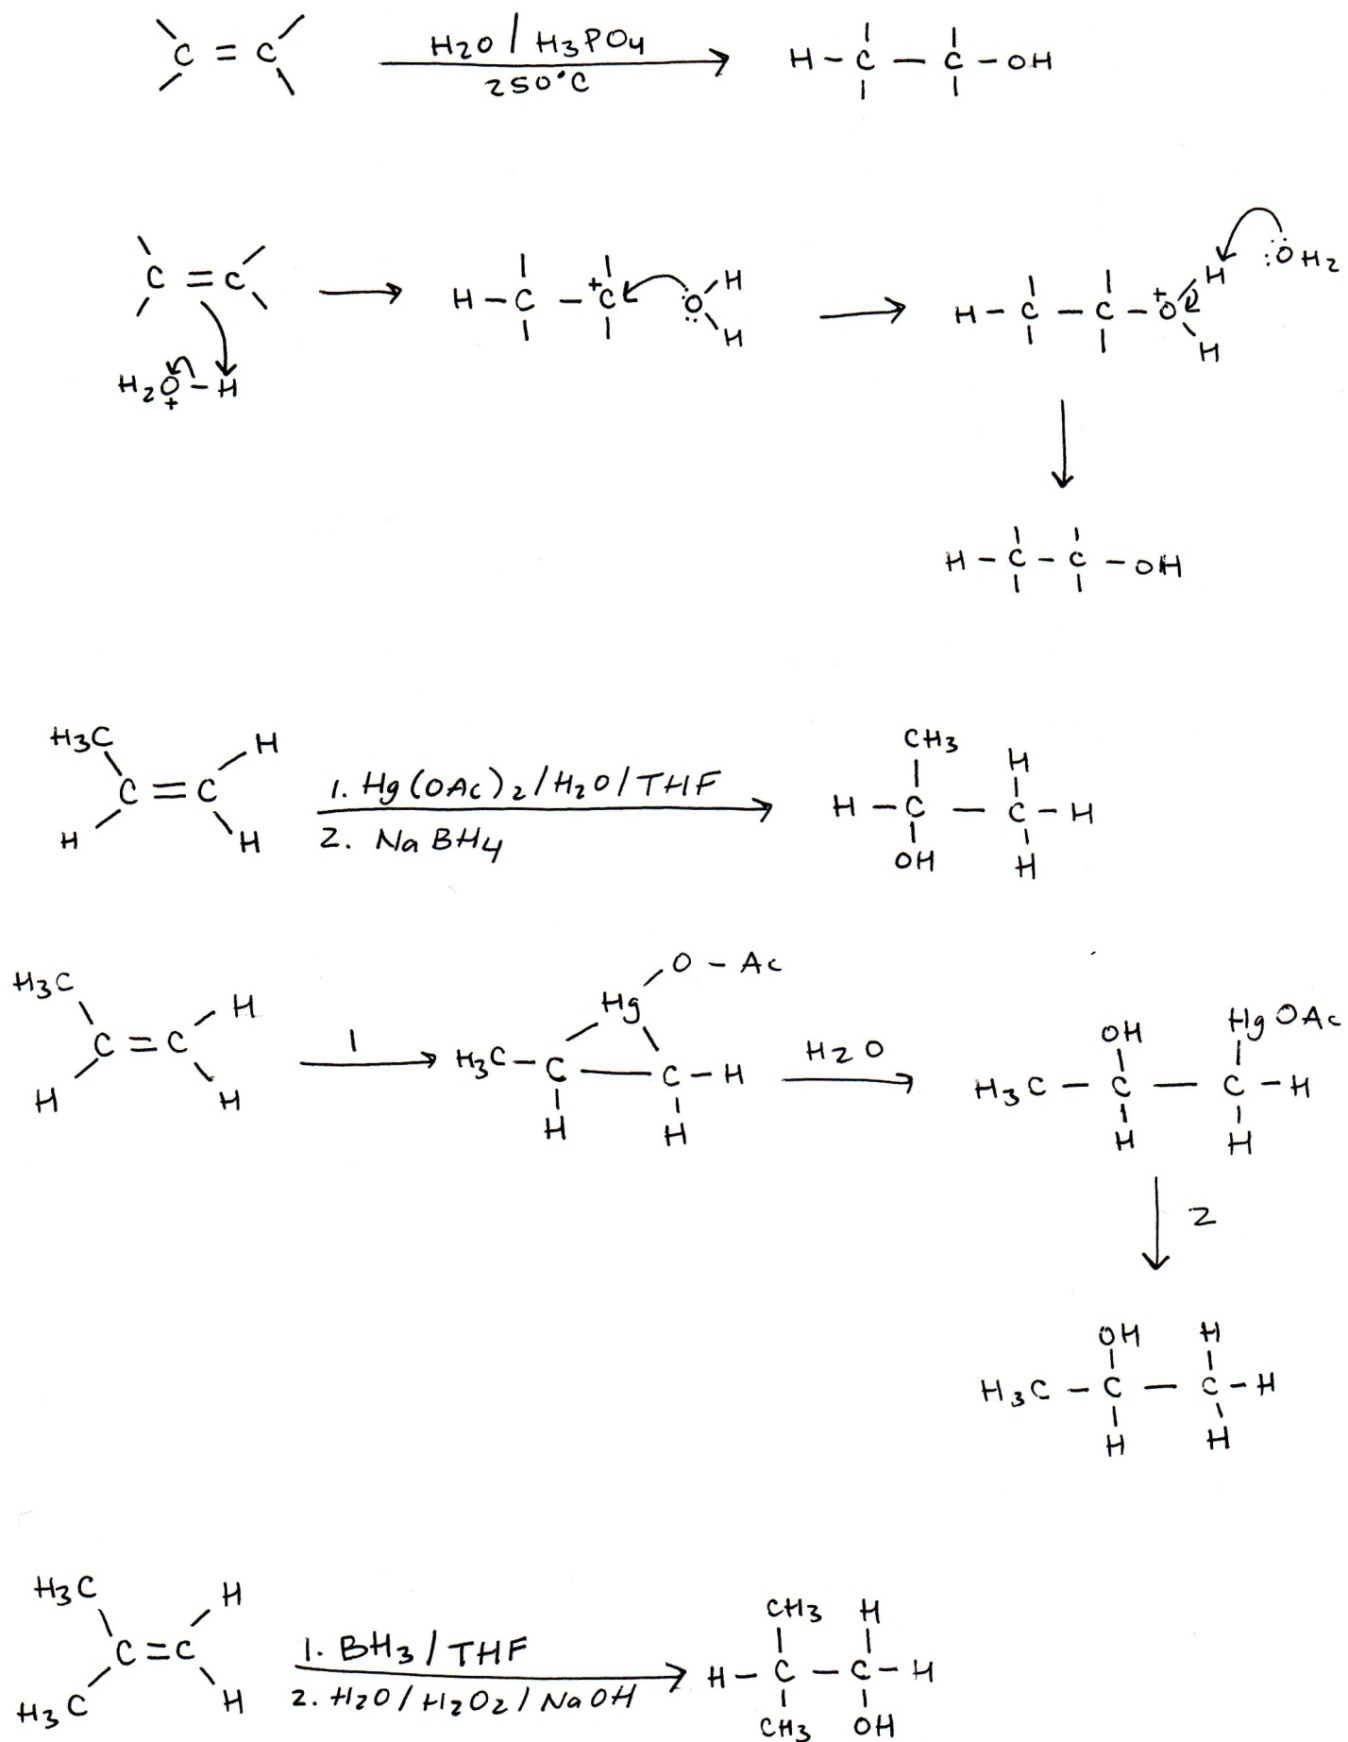 C = C H₂O / H₃PO₄ H - C - C - OH
250°C
C = C H - C - +C :O H H H - C - C - +O H H :ÖH₂
H₂O+ - H
H - C - C - OH
H₃C H C = C H H 1. Hg(OAc)₂/H₂O/THF CH₃ H H - C - C - H OH H
2. NaBH₄
H₃C H C = C H H 1 Hg O - Ac H₃C - C - C - H H H H₂O OH HgOAc H₃C - C - C - H H H
2
OH H
H₃C - C - C - H
H H
H₃C H CH₃ H
C = C 1. BH₃/THF H - C - C - H
H₃C H 2. H₂O/H₂O₂/NaOH CH₃ OH